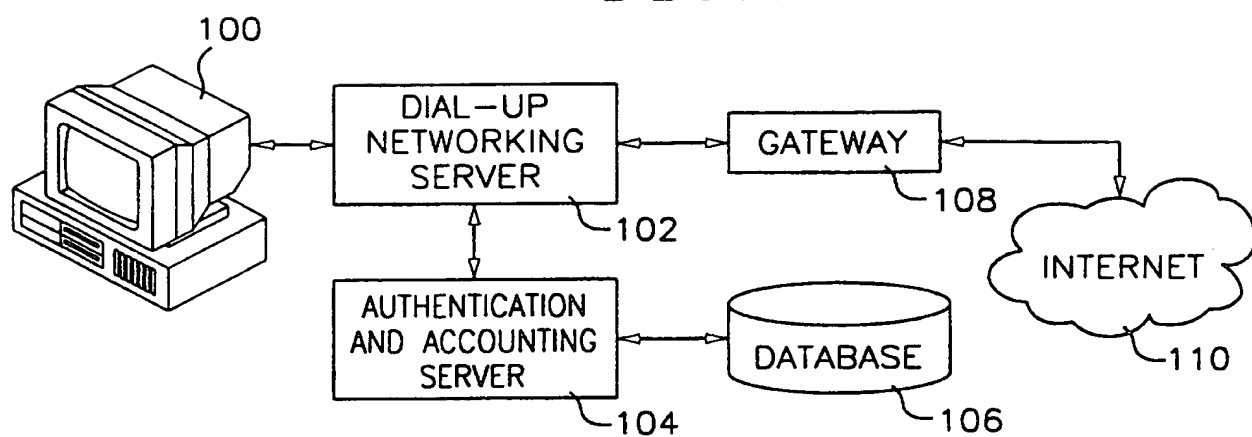 100
DIAL-UP
NETWORKING
SERVER
102
GATEWAY
108
INTERNET
110
AUTHENTICATION
AND ACCOUNTING
SERVER
104
DATABASE
106